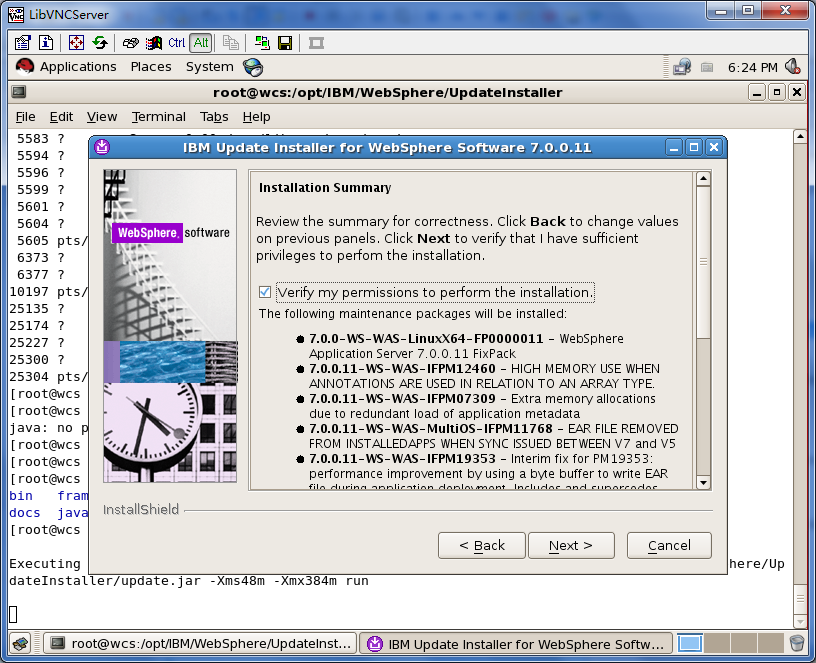 LibVNCServer
Ctrl Alt
Applications Places System 6:24 PM
root@wcs:/opt/IBM/WebSphere/UpdateInstaller
File Edit View Terminal Tabs Help
5583 ?
5594 ?
5596 ?
5599 ?
5601 ?
5604 ?
5605 pts/
6373 ?
6377 ?
10197 pts/
25135 ?
25174 ?
25227 ?
25300 ?
25304 pts/
[root@wcs
[root@wcs
java: no p
[root@wcs
[root@wcs
[root@wcs
bin fram
docs java
[root@wcs
Executing
here/Up
dateInstaller/update.jar -Xms48m -Xmx384m run
IBM Update Installer for WebSphere Software 7.0.0.11
WebSphere. software
Installation Summary
Review the summary for correctness. Click Back to change values
on previous panels. Click Next to verify that I have sufficient
privileges to perfom the installation.
Verify my permissions to perform the installation.
The following maintenance packages will be installed:
7.0.0-WS-WAS-LinuxX64-FP0000011 – WebSphere
Application Server 7.0.0.11 FixPack
7.0.0.11-WS-WAS-IFPM12460 – HIGH MEMORY USE WHEN
ANNOTATIONS ARE USED IN RELATION TO AN ARRAY TYPE.
7.0.0.11-WS-WAS-IFPM07309 – Extra memory allocations
due to redundant load of application metadata
7.0.0.11-WS-WAS-MultiOS-IFPM11768 – EAR FILE REMOVED
FROM INSTALLEDAPPS WHEN SYNC ISSUED BETWEEN V7 and V5
7.0.0.11-WS-WAS-IFPM19353 – Interim fix for PM19353:
performance improvement by using a byte buffer to write EAR
file during application deployment. Includes and supercedes
InstallShield
< Back Next > Cancel
root@wcs:/opt/IBM/WebSphere/UpdateInst... IBM Update Installer for WebSphere Softw...